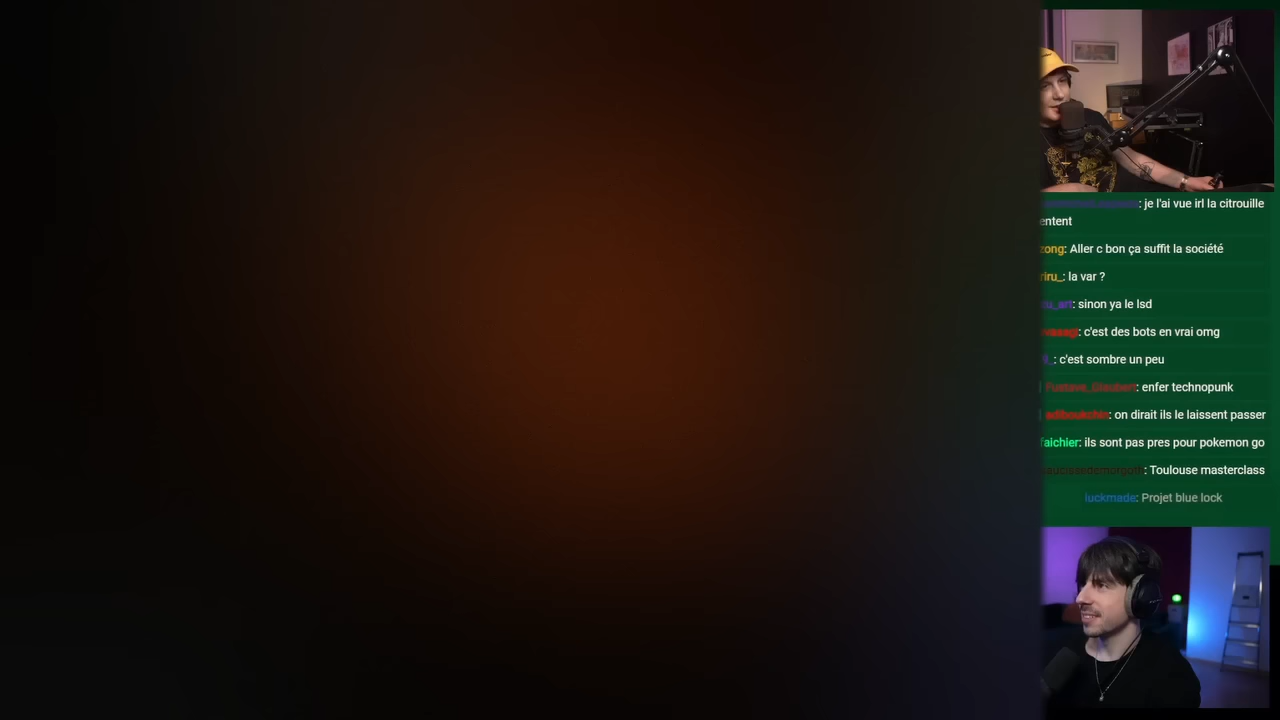 : je l'ai vue irl la citrouille
entent
zong: Aller c bon ça suffit la société
riru_: la var ?
ru_art: sinon ya le lsd
: c'est des bots en vrai omg
: c'est sombre un peu
Fustave_Glaubert: enfer technopunk
: on dirait ils le laissent passer
faichier: ils sont pas pres pour pokemon go
: Toulouse masterclass
luckmade: Projet blue lock